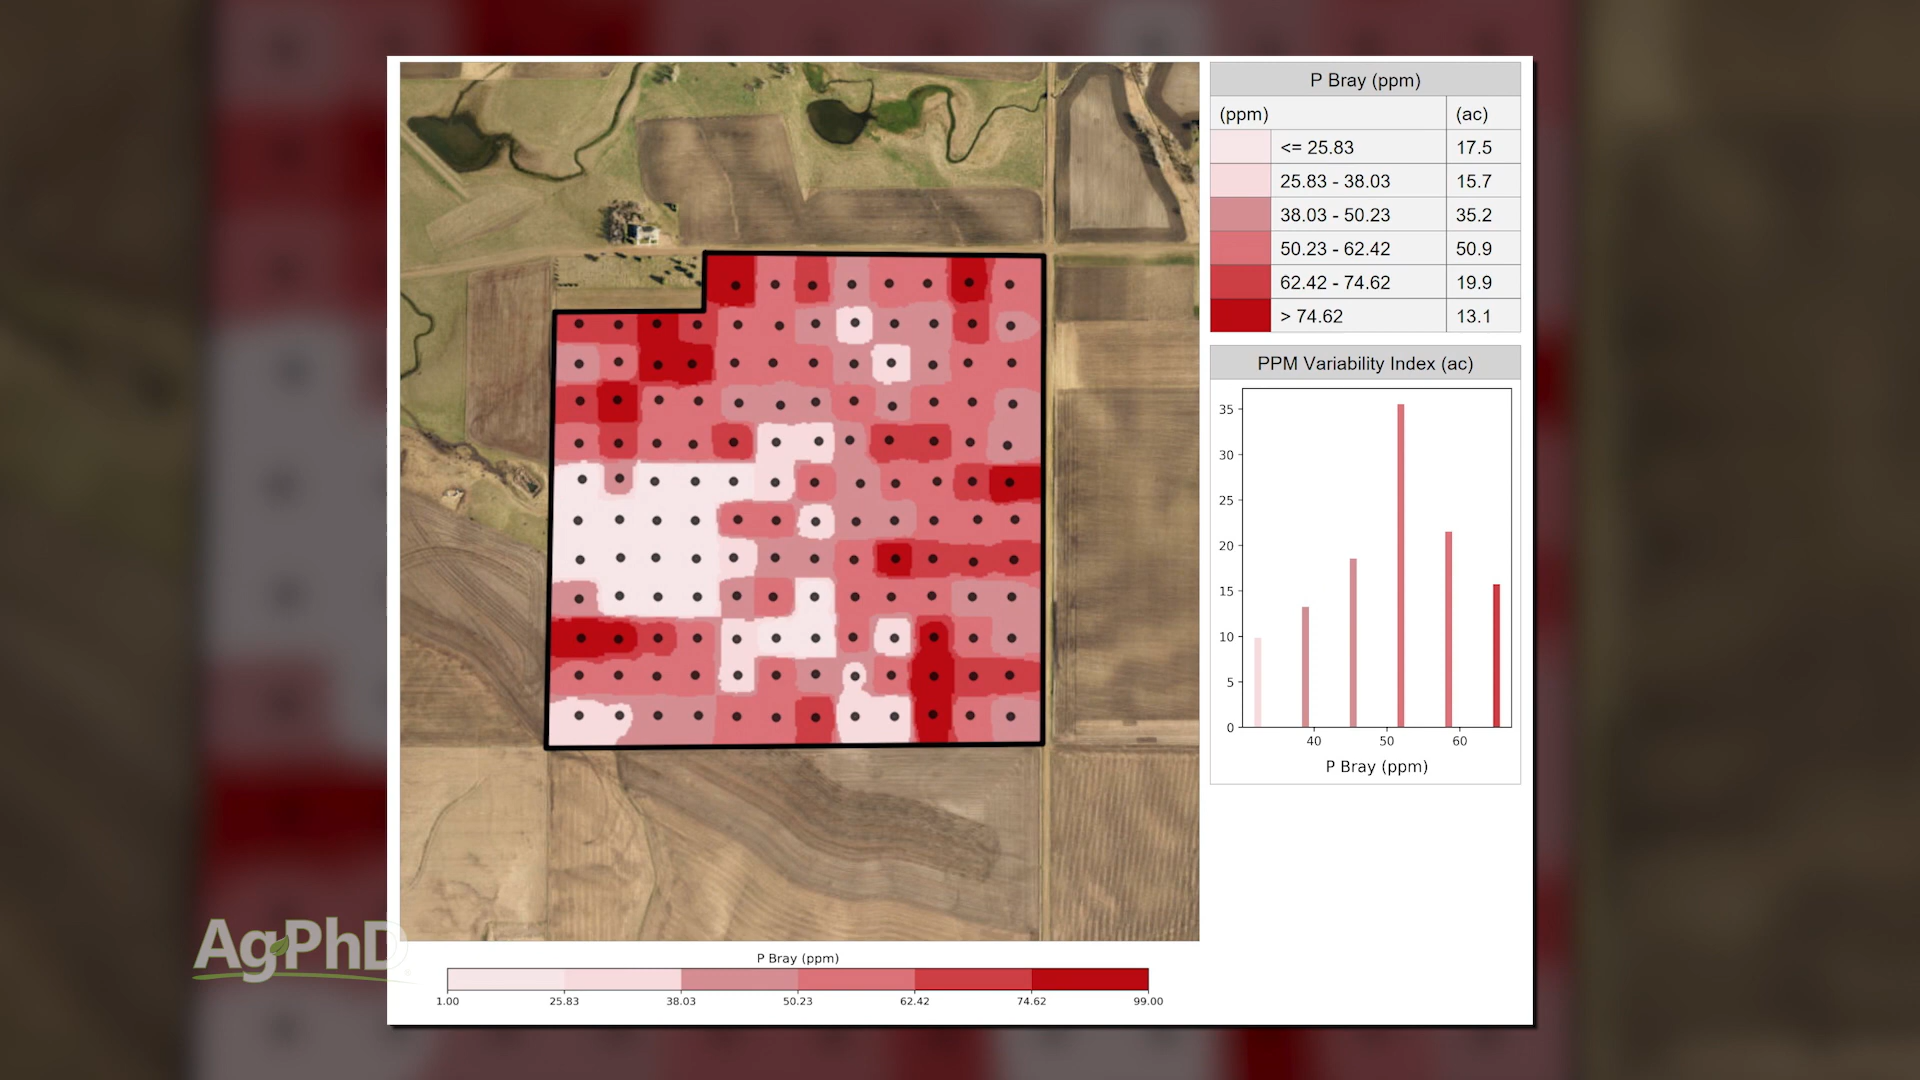 P Bray (ppm)
(ppm) (ac)
<= 25.83 17.5
25.83 - 38.03 15.7
38.03 - 50.23 35.2
50.23 - 62.42 50.9
62.42 - 74.62 19.9
> 74.62 13.1
PPM Variability Index (ac)
35
30
25
20
15
10
5
0
40 50 60
P Bray (ppm)
AgPhD
P Bray (ppm)
1.00 25.83 38.03 50.23 62.42 74.62 99.00